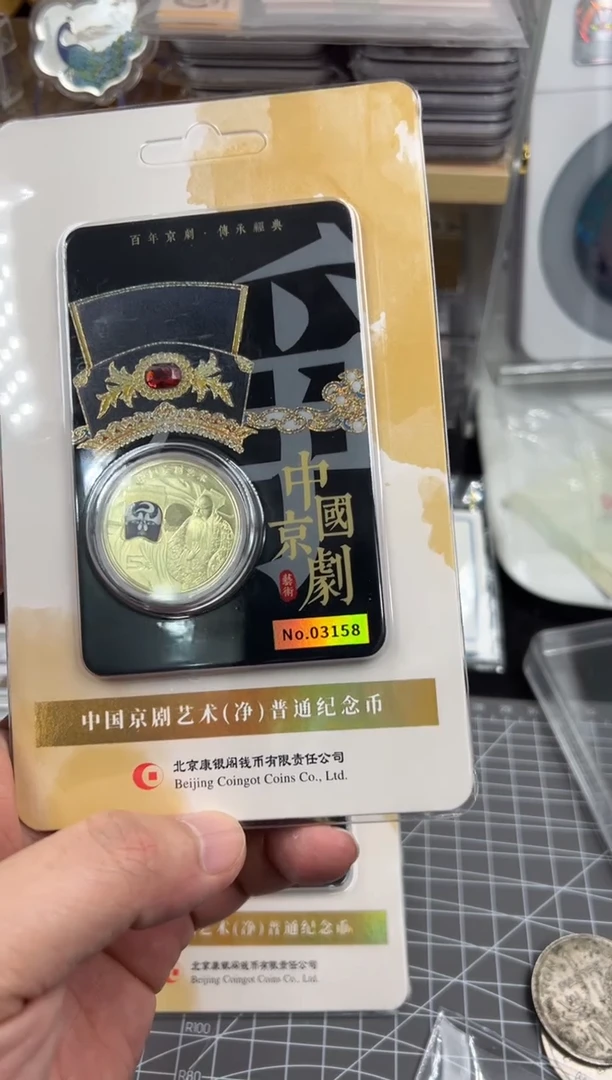 百年京劇·傳承經典
中國
京劇
藝術
No.03158
中国京剧艺术(净)普通纪念币
北京康银阁钱币有限责任公司
Beijing Coingot Coins Co., Ltd.
艺术(净)普通纪念币
北京康银阁钱币有限责任公司
Beijing Coingot Coins Co., Ltd.
R100
R80